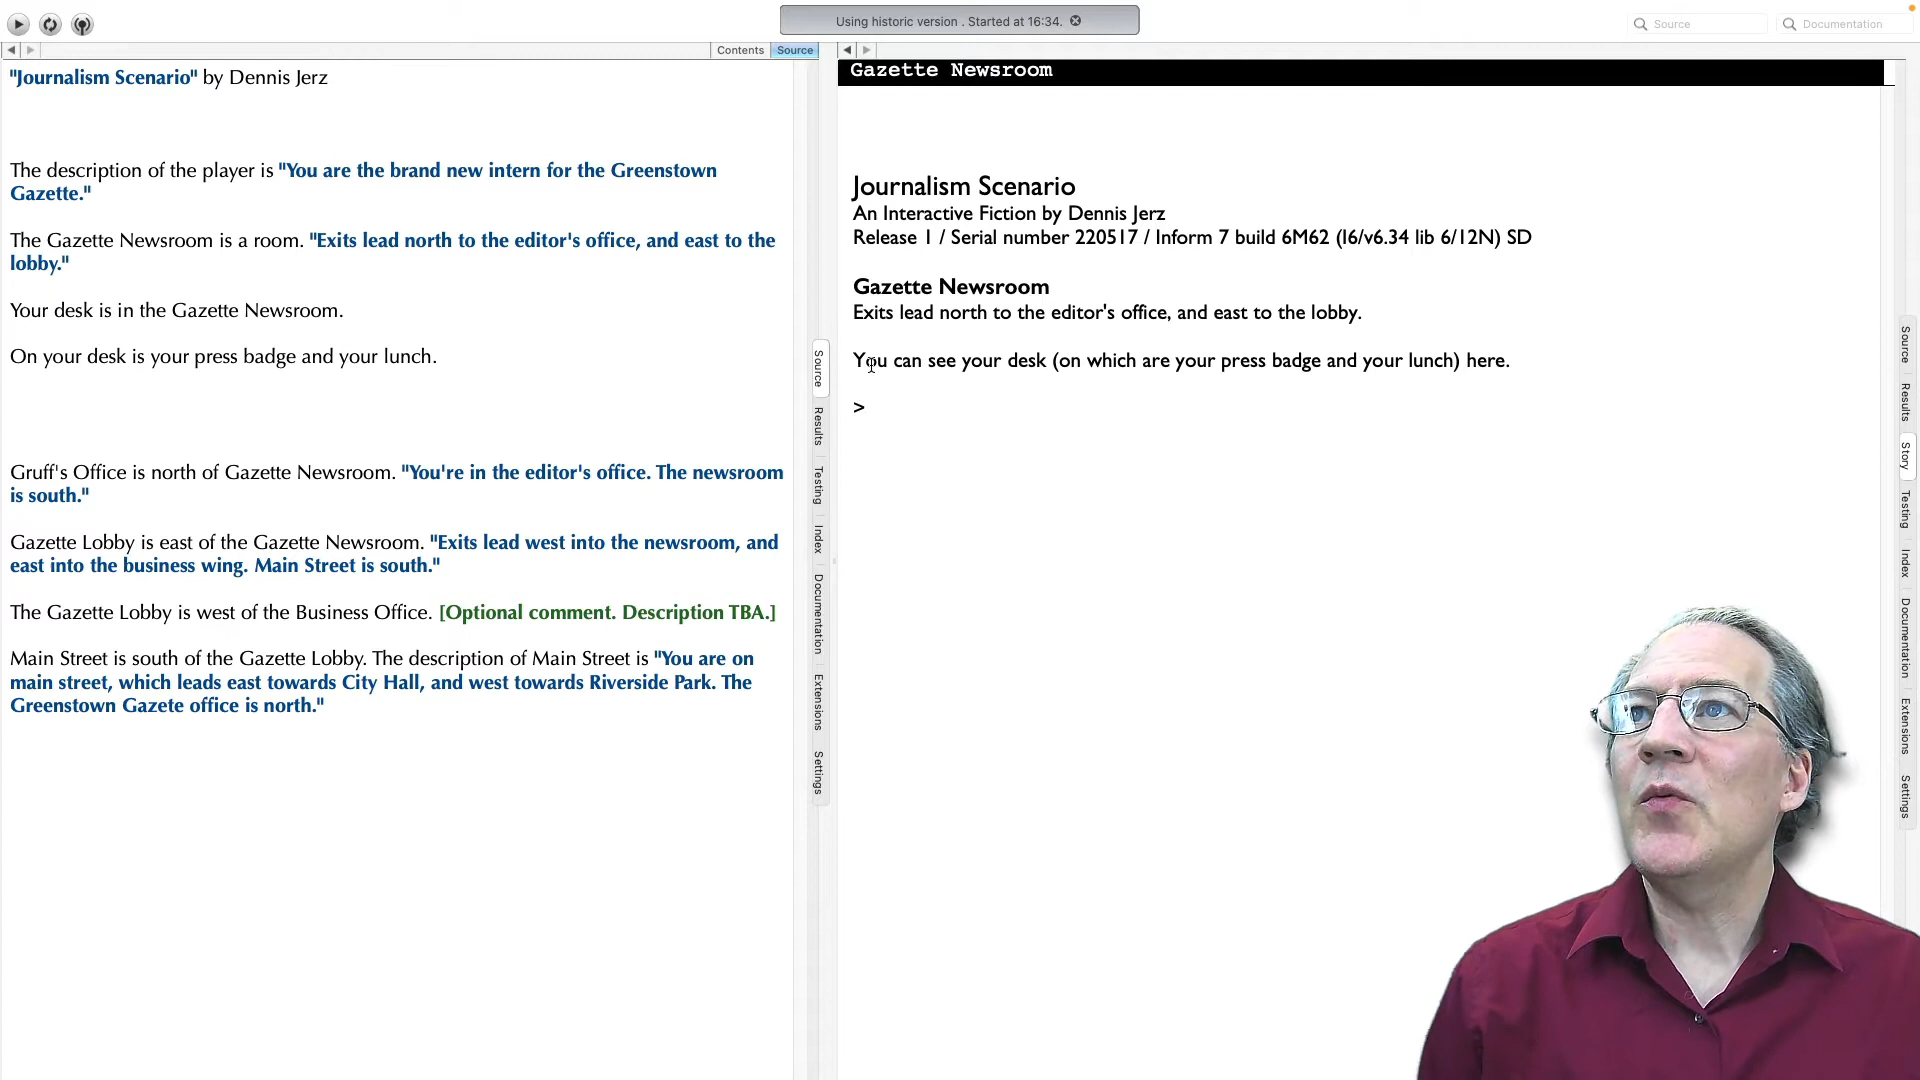 Using historic version . Started at 16:34.
Source
Documentation
Contents
Source
"Journalism Scenario" by Dennis Jerz
The description of the player is "You are the brand new intern for the Greenstown
Gazette."
The Gazette Newsroom is a room. "Exits lead north to the editor's office, and east to the
lobby."
Your desk is in the Gazette Newsroom.
On your desk is your press badge and your lunch.
Gruff's Office is north of Gazette Newsroom. "You're in the editor's office. The newsroom
is south."
Gazette Lobby is east of the Gazette Newsroom. "Exits lead west into the newsroom, and
east into the business wing. Main Street is south."
The Gazette Lobby is west of the Business Office. [Optional comment. Description TBA.]
Main Street is south of the Gazette Lobby. The description of Main Street is "You are on
main street, which leads east towards City Hall, and west towards Riverside Park. The
Greenstown Gazete office is north."
Source
Results
Testing
Index
Documentation
Extensions
Settings
Gazette Newsroom
Journalism Scenario
An Interactive Fiction by Dennis Jerz
Release 1 / Serial number 220517 / Inform 7 build 6M62 (I6/v6.34 lib 6/12N) SD
Gazette Newsroom
Exits lead north to the editor's office, and east to the lobby.
You can see your desk (on which are your press badge and your lunch) here.
>
Source
Results
Story
Testing
Index
Documentation
Extensions
Settings